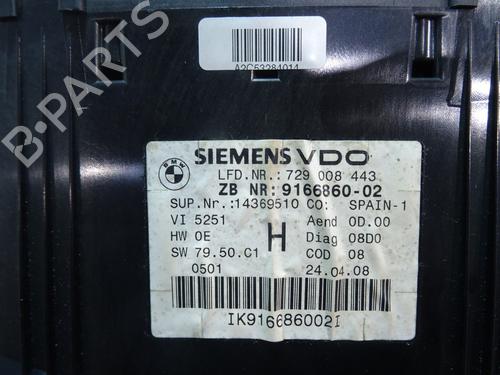 A2C53284014
BMW
SIEMENS VDO
LFD.NR.: 729 008 443
ZB NR: 9166860-02
SUP.Nr.:14369510 CO: SPAIN-1
VI 5251 Aend 0D.00
HW 0E H Diag 08D0
SW 79.50.C1 COD 08
0501 24.04.08
IK916686002I
B-PARTS